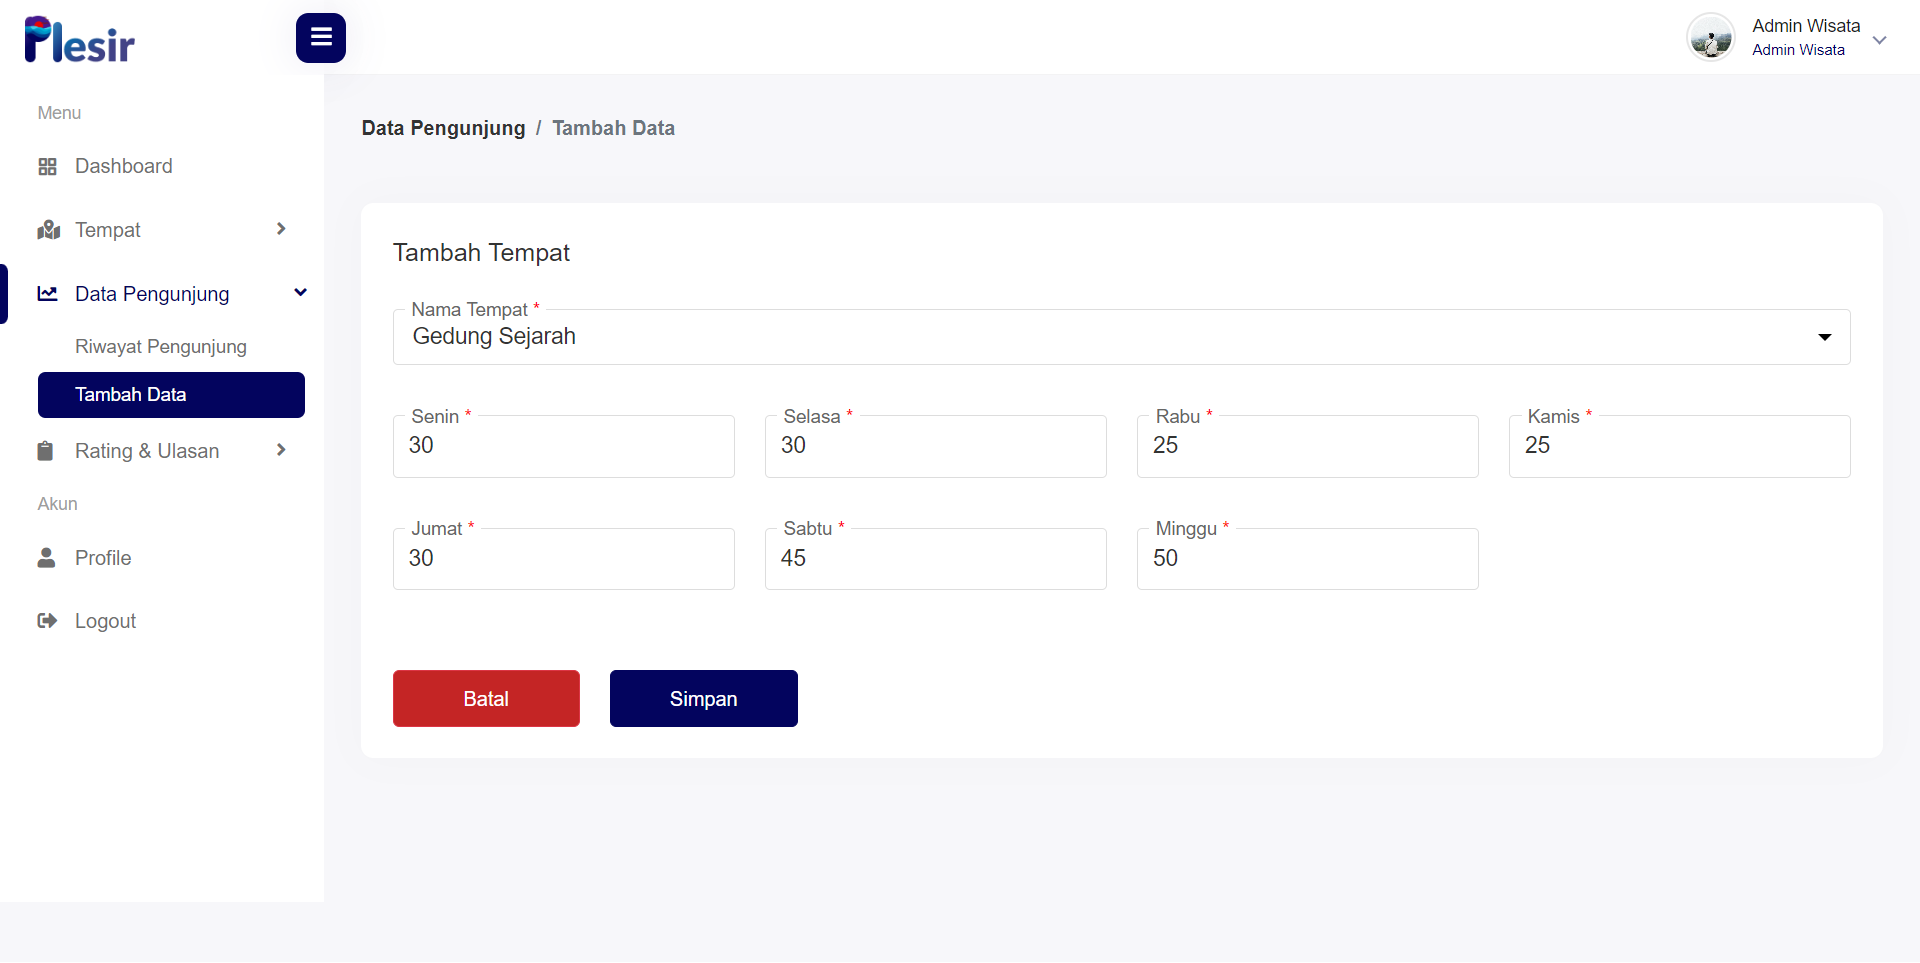 Plesir
Admin Wisata
Admin Wisata
Menu
Dashboard
Tempat
Data Pengunjung
Riwayat Pengunjung
Tambah Data
Rating & Ulasan
Akun
Profile
Logout
Data Pengunjung / Tambah Data
Tambah Tempat
Nama Tempat *
Gedung Sejarah
Senin *
30
Selasa *
30
Rabu *
25
Kamis *
25
Jumat *
30
Sabtu *
45
Minggu *
50
Batal
Simpan